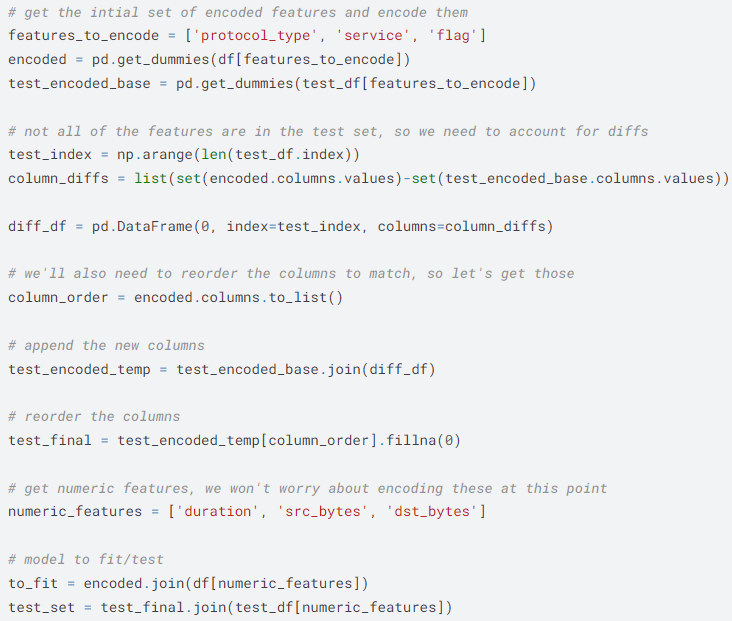 # get the intial set of encoded features and encode them
features_to_encode = ['protocol_type', 'service', 'flag']
encoded = pd.get_dummies(df[features_to_encode])
test_encoded_base = pd.get_dummies(test_df[features_to_encode])
# not all of the features are in the test set, so we need to account for diffs
test_index = np.arange(len(test_df.index))
column_diffs = list(set(encoded.columns.values)-set(test_encoded_base.columns.values))
diff_df = pd.DataFrame(0, index=test_index, columns=column_diffs)
# we'll also need to reorder the columns to match, so let's get those
column_order = encoded.columns.to_list()
# append the new columns
test_encoded_temp = test_encoded_base.join(diff_df)
# reorder the columns
test_final = test_encoded_temp[column_order].fillna(0)
# get numeric features, we won't worry about encoding these at this point
numeric_features = ['duration', 'src_bytes', 'dst_bytes']
# model to fit/test
to_fit = encoded.join(df[numeric_features])
test_set = test_final.join(test_df[numeric_features])